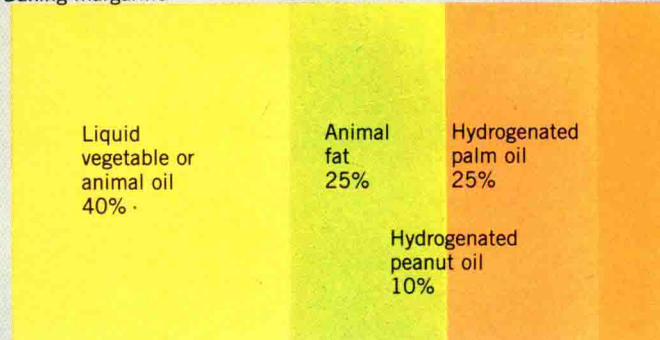 Liquid
vegetable or
animal oil
40%
Animal
fat
25%
Hydrogenated
palm oil
25%
Hydrogenated
peanut oil
10%